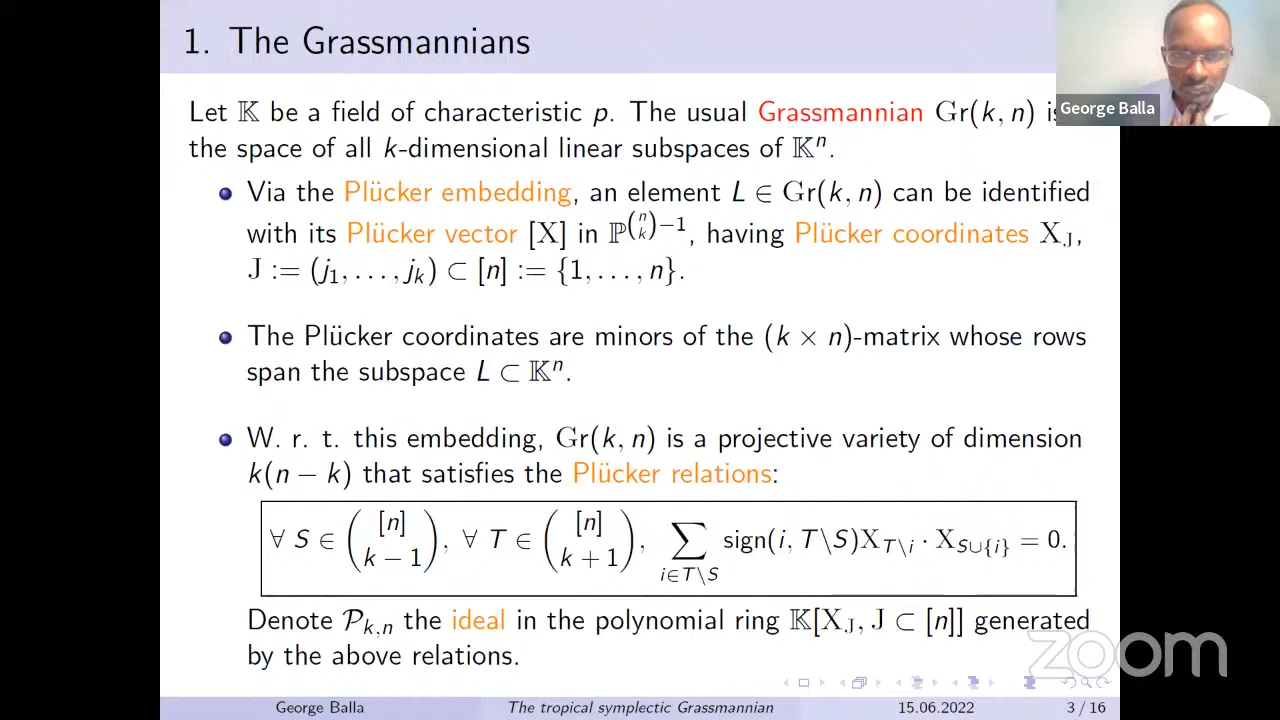 1. The Grassmannians
George Balla
Let 𝕂 be a field of characteristic p. The usual Grassmannian Gr(k, n) is
the space of all k-dimensional linear subspaces of 𝕂ⁿ.
Via the Plücker embedding, an element L ∈ Gr(k, n) can be identified
with its Plücker vector [X] in ℙ^{\binom{n}{k}−1}, having Plücker coordinates X_J,
J := (j₁, . . . , jₖ) ⊂ [n] := {1, . . . , n}.
The Plücker coordinates are minors of the (k × n)-matrix whose rows
span the subspace L ⊂ 𝕂ⁿ.
W. r. t. this embedding, Gr(k, n) is a projective variety of dimension
k(n − k) that satisfies the Plücker relations:
∀ S ∈ \binom{[n]}{k − 1}, ∀ T ∈ \binom{[n]}{k + 1}, ∑_{i∈T\S} sign(i, T\S)X_{T\i} · X_{S∪{i}} = 0.
Denote 𝒫_{k,n} the ideal in the polynomial ring 𝕂[X_J, J ⊂ [n]] generated
by the above relations.
zoom
George Balla The tropical symplectic Grassmannian 15.06.2022 3 / 16